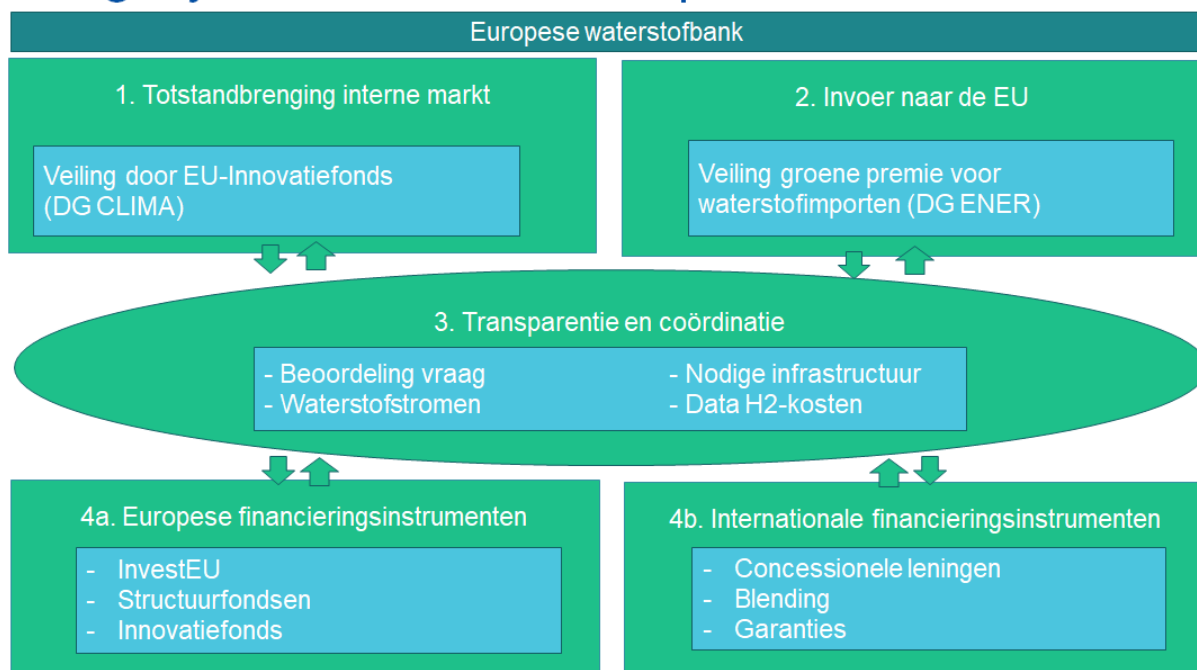 Europese waterstofbank
1. Totstandbrenging interne markt
Veiling door EU-Innovatiefonds
(DG CLIMA)
2. Invoer naar de EU
Veiling groene premie voor
waterstofimporten (DG ENER)
3. Transparentie en coördinatie
- Beoordeling vraag
- Waterstofstromen
- Nodige infrastructuur
- Data H2-kosten
4a. Europese financieringsinstrumenten
- InvestEU
- Structuurfondsen
- Innovatiefonds
4b. Internationale financieringsinstrumenten
- Concessionele leningen
- Blending
- Garanties